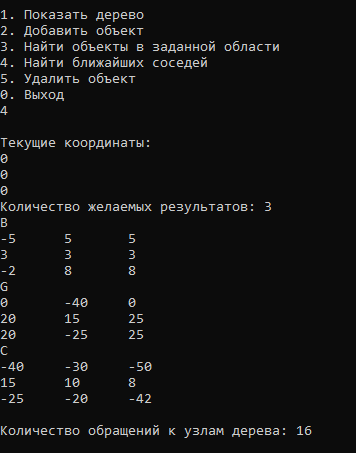 1. Показать дерево
2. Добавить объект
3. Найти объекты в заданной области
4. Найти ближайших соседей
5. Удалить объект
0. Выход
4
Текущие координаты:
0
0
0
Количество желаемых результатов: 3
B
-5 5 5
3 3 3
-2 8 8
G
0 -40 0
20 15 25
20 -25 25
C
-40 -30 -50
15 10 8
-25 -20 -42
Количество обращений к узлам дерева: 16